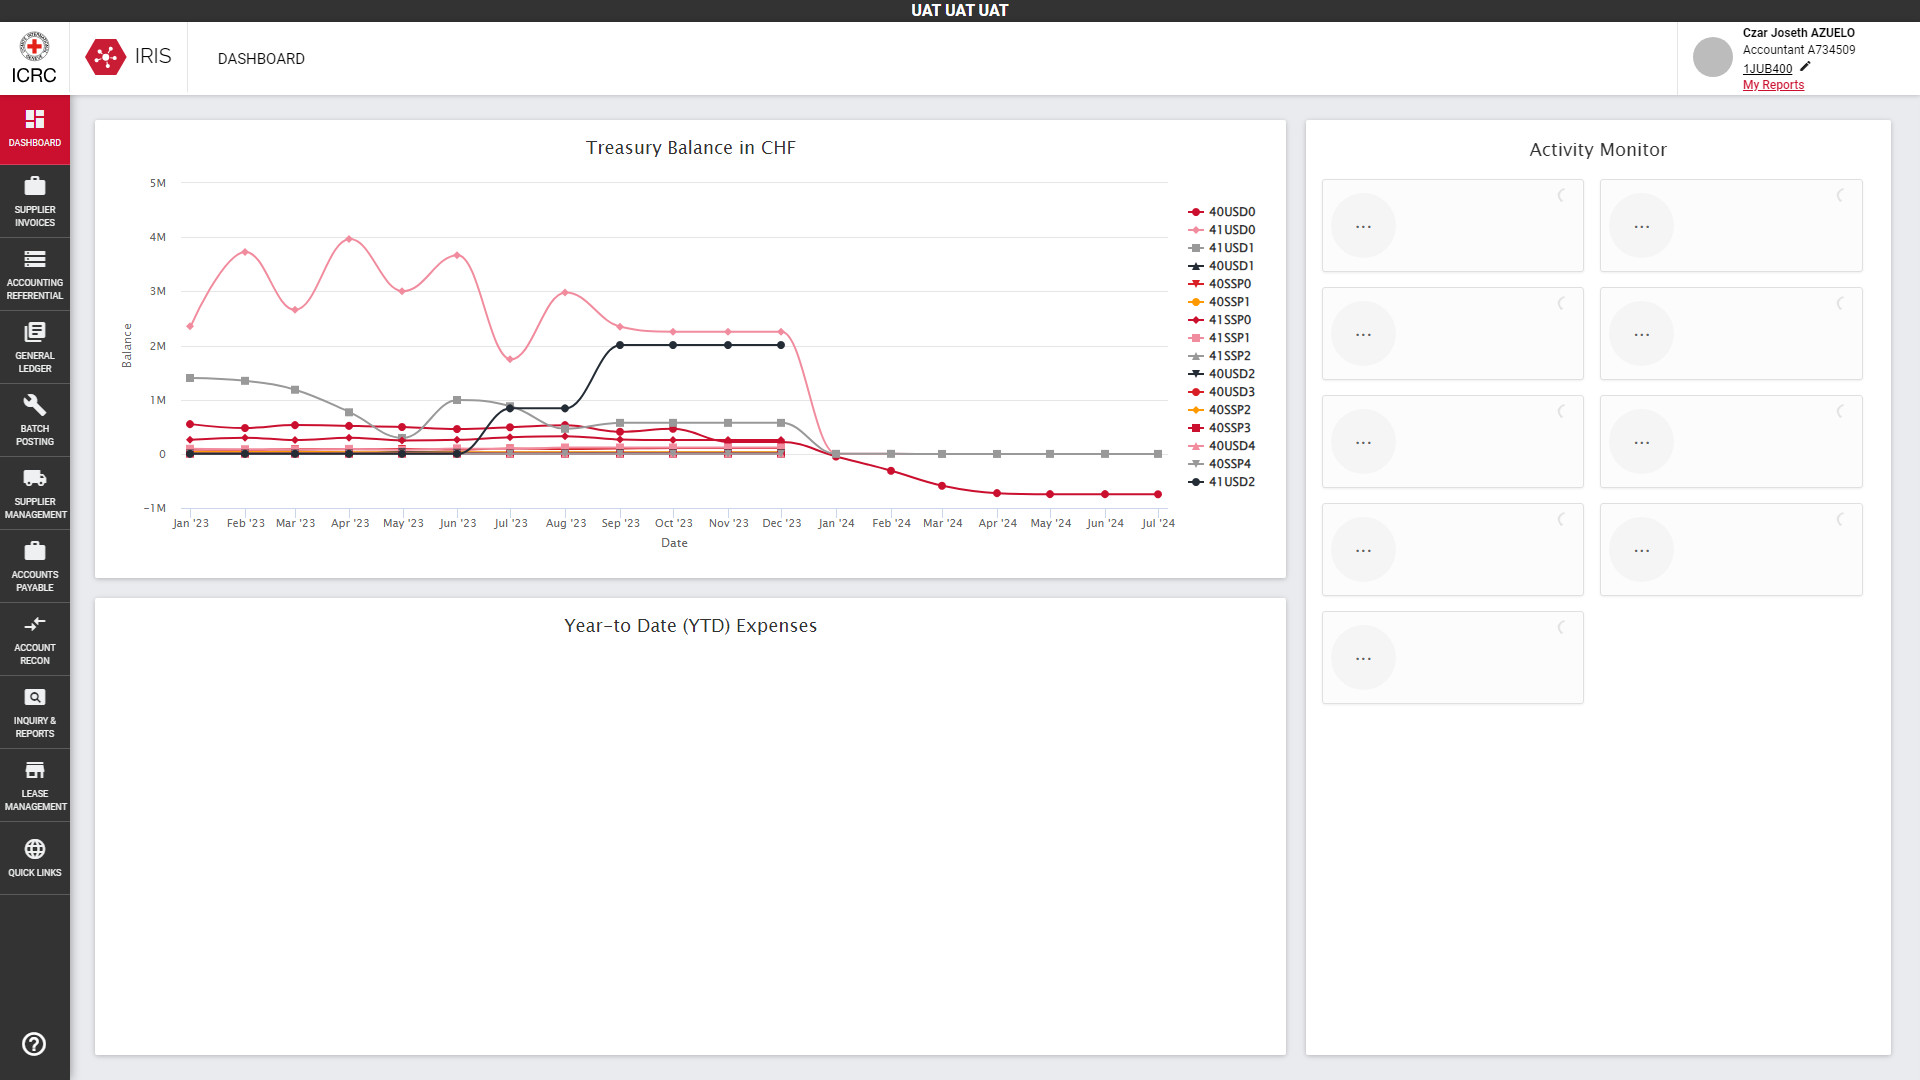 UAT UAT UAT
ICRC
IRIS
DASHBOARD
Czar Joseth AZUELO
Accountant A734509
1JUB400
My Reports
DASHBOARD
SUPPLIER
INVOICES
ACCOUNTING
REFERENTIAL
GENERAL
LEDGER
BATCH
POSTING
SUPPLIER
MANAGEMENT
ACCOUNTS
PAYABLE
ACCOUNT
RECON
INQUIRY &
REPORTS
LEASE
MANAGEMENT
QUICK LINKS
Treasury Balance in CHF
Balance
5M
4M
3M
2M
1M
0
-1M
Jan '23 Feb '23 Mar '23 Apr '23 May '23 Jun '23 Jul '23 Aug '23 Sep '23 Oct '23 Nov '23 Dec '23 Jan '24 Feb '24 Mar '24 Apr '24 May '24 Jun '24 Jul '24
Date
40USD0
41USD0
41USD1
40USD1
40SSP0
40SSP1
41SSP0
41SSP1
41SSP2
40USD2
40USD3
40SSP2
40SSP3
40USD4
40SSP4
41USD2
Year-to Date (YTD) Expenses
Activity Monitor
... ...
... ...
... ...
... ...
...